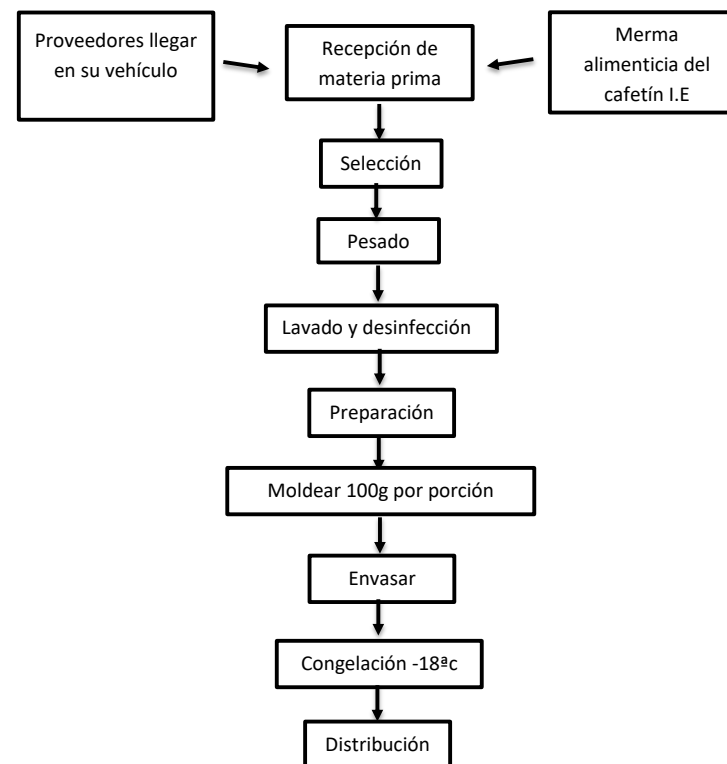 Proveedores llegar
en su vehículo
Recepción de
materia prima
Merma
alimenticia del
cafetín I.E
Selección
Pesado
Lavado y desinfección
Preparación
Moldear 100g por porción
Envasar
Congelación -18ªc
Distribución